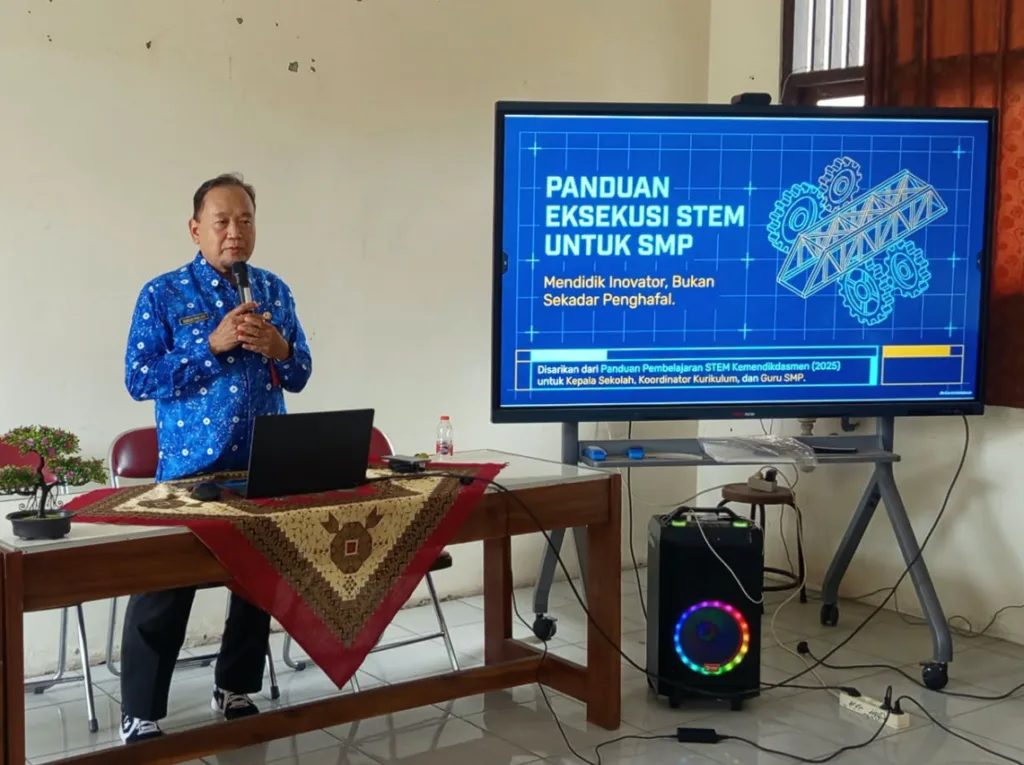 PANDUAN
EKSEKUSI STEM
UNTUK SMP
Mendidik Inovator, Bukan
Sekadar Penghafal.
Disarikan dari Panduan Pembelajaran STEM Kemendikdasmen (2025)
untuk Kepala Sekolah, Koordinator Kurikulum, dan Guru SMP.